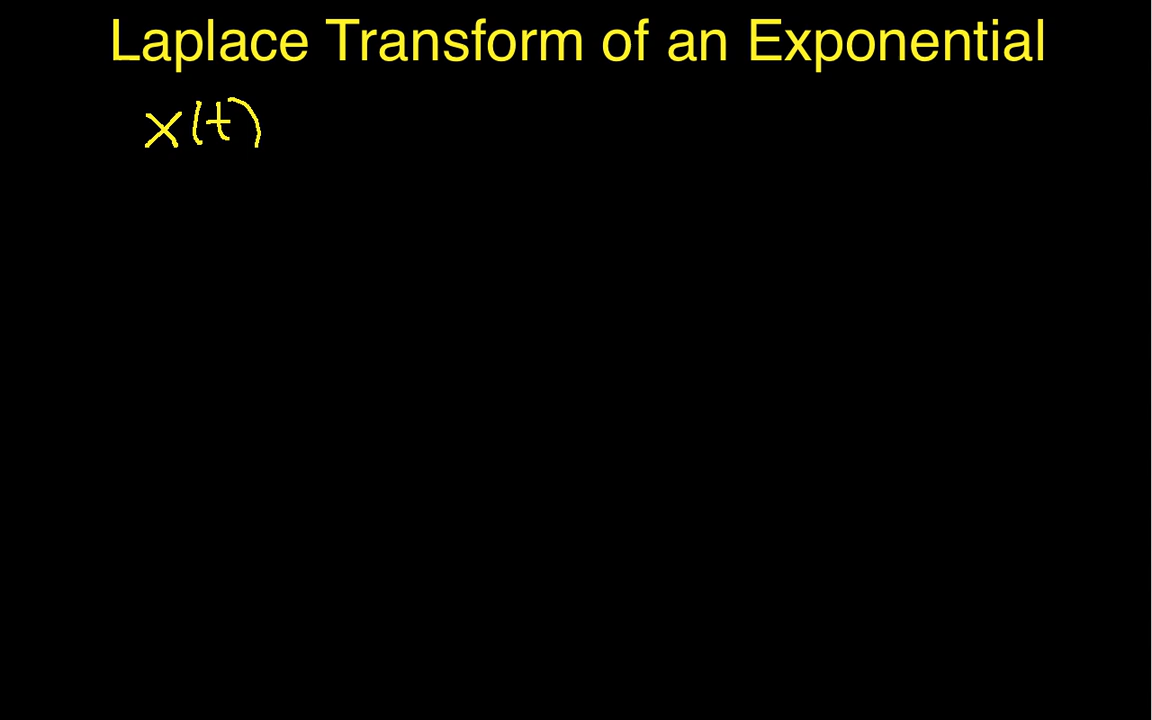 Laplace Transform of an Exponential
x(t)